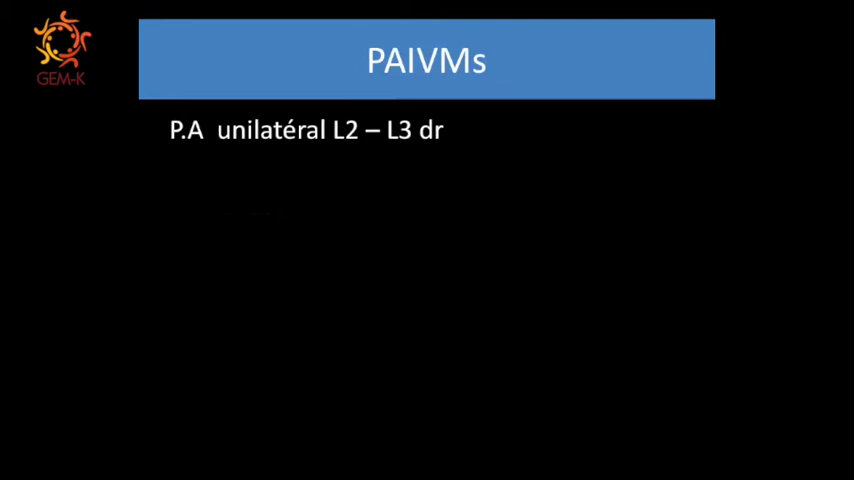 GEM-K
PAIVMs
P.A unilatéral L2 – L3 dr